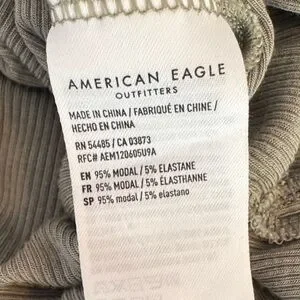 AMERICAN EAGLE
OUTFITTERS
MADE IN CHINA / FABRIQUÉ EN CHINE /
HECHO EN CHINA
RN 54485 / CA 03873
RFC# AEM120605U9A
EN 95% MODAL / 5% ELASTANE
FR 95% MODAL / 5% ÉLASTHANNE
SP 95% modal / 5% elastano